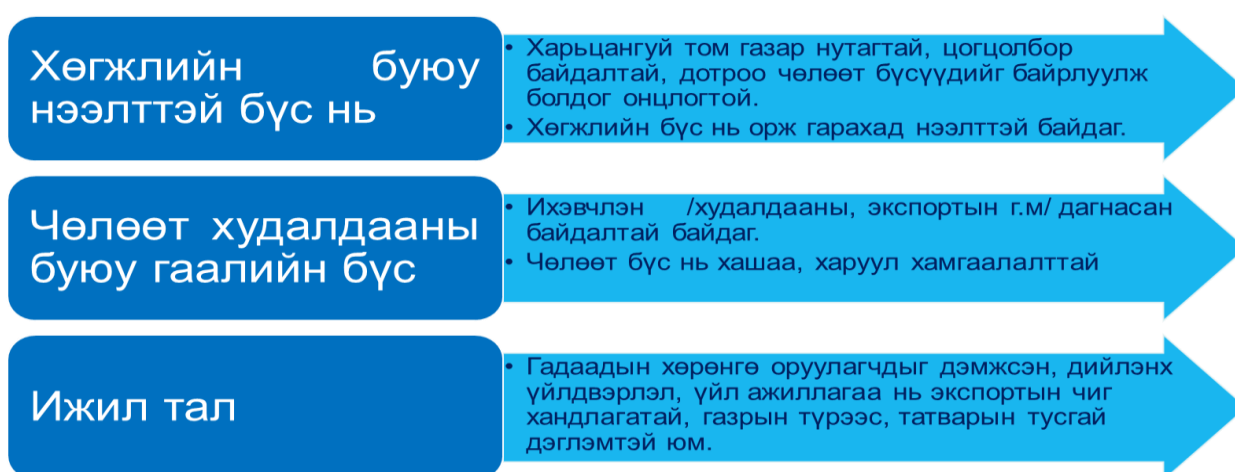 Хөгжлийн буюу
нээлттэй бүс нь
• Харьцангуй том газар нутагтай, цогцолбор
байдалтай, дотроо чөлөөт бүсүүдийг байрлуулж
болдог онцлогтой.
• Хөгжлийн бүс нь орж гарахад нээлттэй байдаг.
Чөлөөт худалдааны
буюу гаалийн бүс
• Ихэвчлэн /худалдааны, экспортын г.м/ дагнасан
байдалтай байдаг.
• Чөлөөт бүс нь хашаа, харуул хамгаалалттай
Ижил тал
• Гадаадын хөрөнгө оруулагчдыг дэмжсэн, дийлэнх
үйлдвэрлэл, үйл ажиллагаа нь экспортын чиг
хандлагатай, газрын түрээс, татварын тусгай
дэглэмтэй юм.